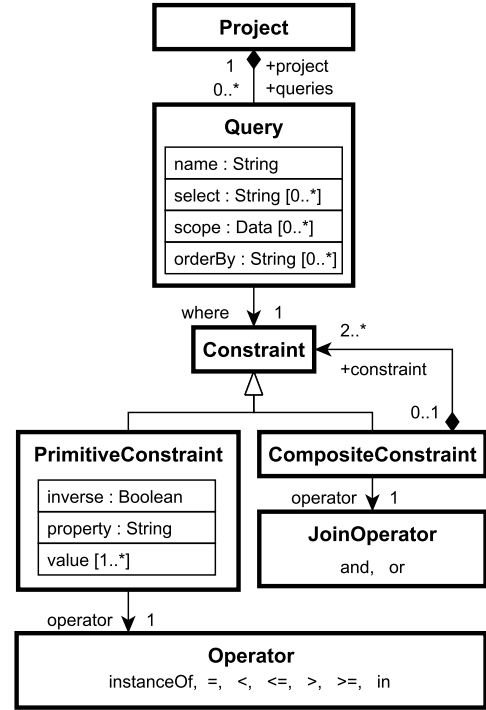 Project
1 +project
0..* +queries
Query
name : String
select : String [0..*]
scope : Data [0..*]
orderBy : String [0..*]
where 1
Constraint
2..*
+constraint
0..1
PrimitiveConstraint
inverse : Boolean
property : String
value [1..*]
CompositeConstraint
operator 1
JoinOperator
and, or
operator 1
Operator
instanceOf, =, <, <=, >, >=, in